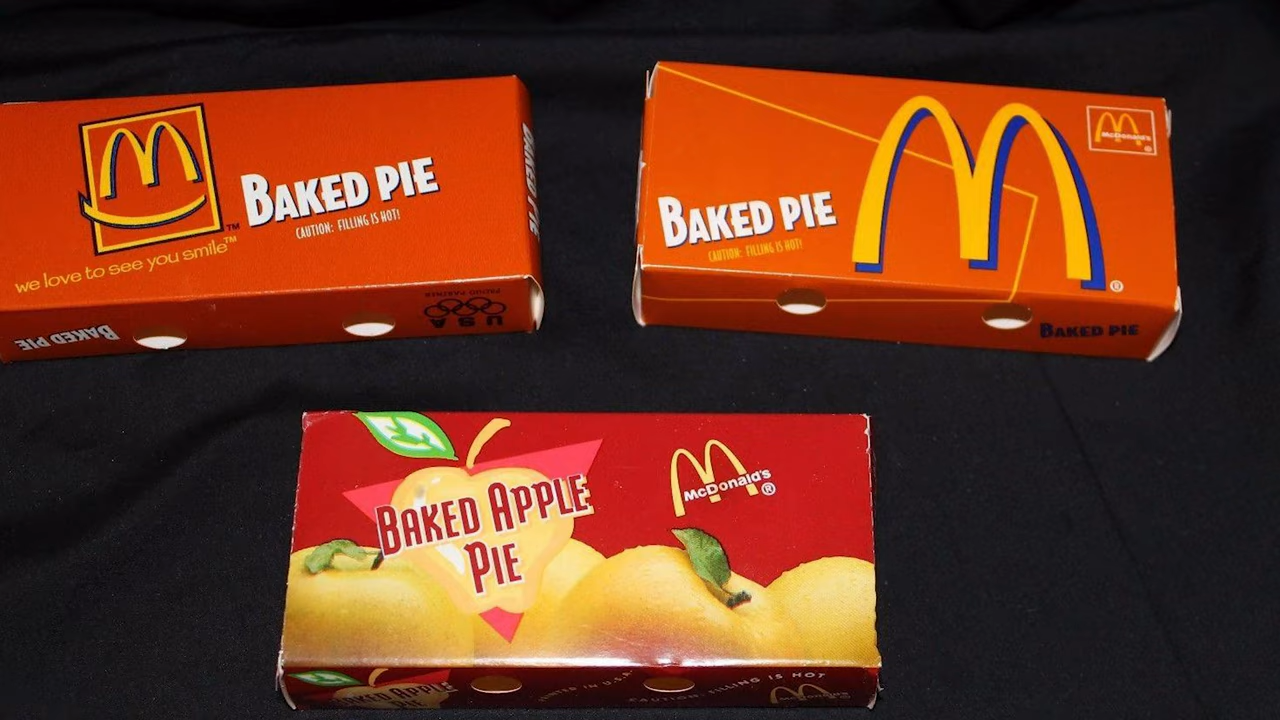 BAKED PIE
CAUTION: FILLING IS HOT!
we love to see you smile™
BAKED PIE
PROUD PARTNER
USA
BAKED PIE
McDonald's
®
BAKED PIE
CAUTION: FILLING IS HOT!
®
BAKED PIE
BAKED APPLE
PIE
McDonald's®
BAKED APPLE
PIE
PRINTED IN U.S.A.
CAUTION: FILLING IS HOT